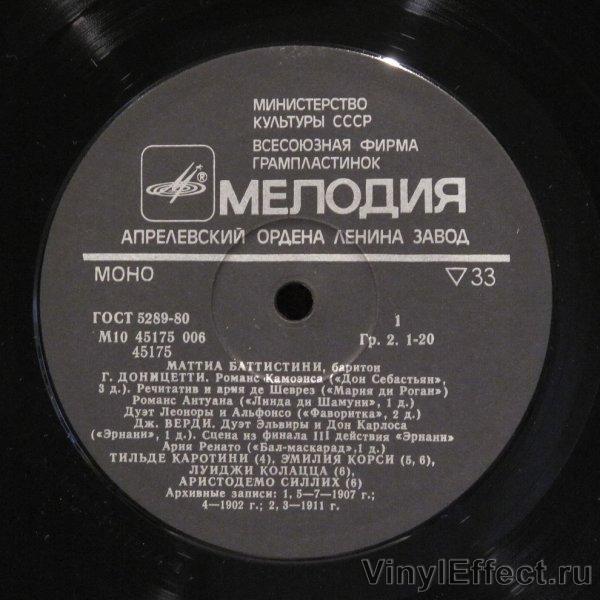 МИНИСТЕРСТВО
КУЛЬТУРЫ СССР
ВСЕСОЮЗНАЯ ФИРМА
ГРАМПЛАСТИНОК
®
МЕЛОДИЯ
АПРЕЛЕВСКИЙ ОРДЕНА ЛЕНИНА ЗАВОД
МОНО ▽33
ГОСТ 5289-80 1
М10 45175 006 Гр. 2. 1-20
45175
МАТТИА БАТТИСТИНИ, баритон
Г. ДОНИЦЕТТИ. Романс Камоэнса («Дон Себастьян»,
3 д.). Речитатив и ария де Шеврез («Мария ди Роган»)
Романс Антуана («Линда ди Шамуни», 1 д.)
Дуэт Леоноры и Альфонсо («Фаворитка», 2 д.)
Дж. ВЕРДИ. Дуэт Эльвиры и Дон Карлоса
(«Эрнани», 1 д.). Сцена из финала III действия «Эрнани»
Ария Ренато («Бал-маскарад»,1 д.)
ТИЛЬДЕ КАРОТИНИ (4), ЭМИЛИЯ КОРСИ (5, 6),
ЛУИДЖИ КОЛАЦЦА (6),
АРИСТОДЕМО СИЛЛИХ (6)
Архивные записи: 1, 5—7—1907 г.;
4—1902 г.; 2, 3—1911 г.
VinylEffect.ru